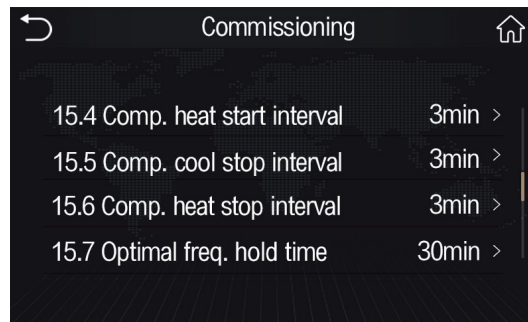 Commissioning
15.4 Comp. heat start interval 3min >
15.5 Comp. cool stop interval 3min >
15.6 Comp. heat stop interval 3min >
15.7 Optimal freq. hold time 30min >